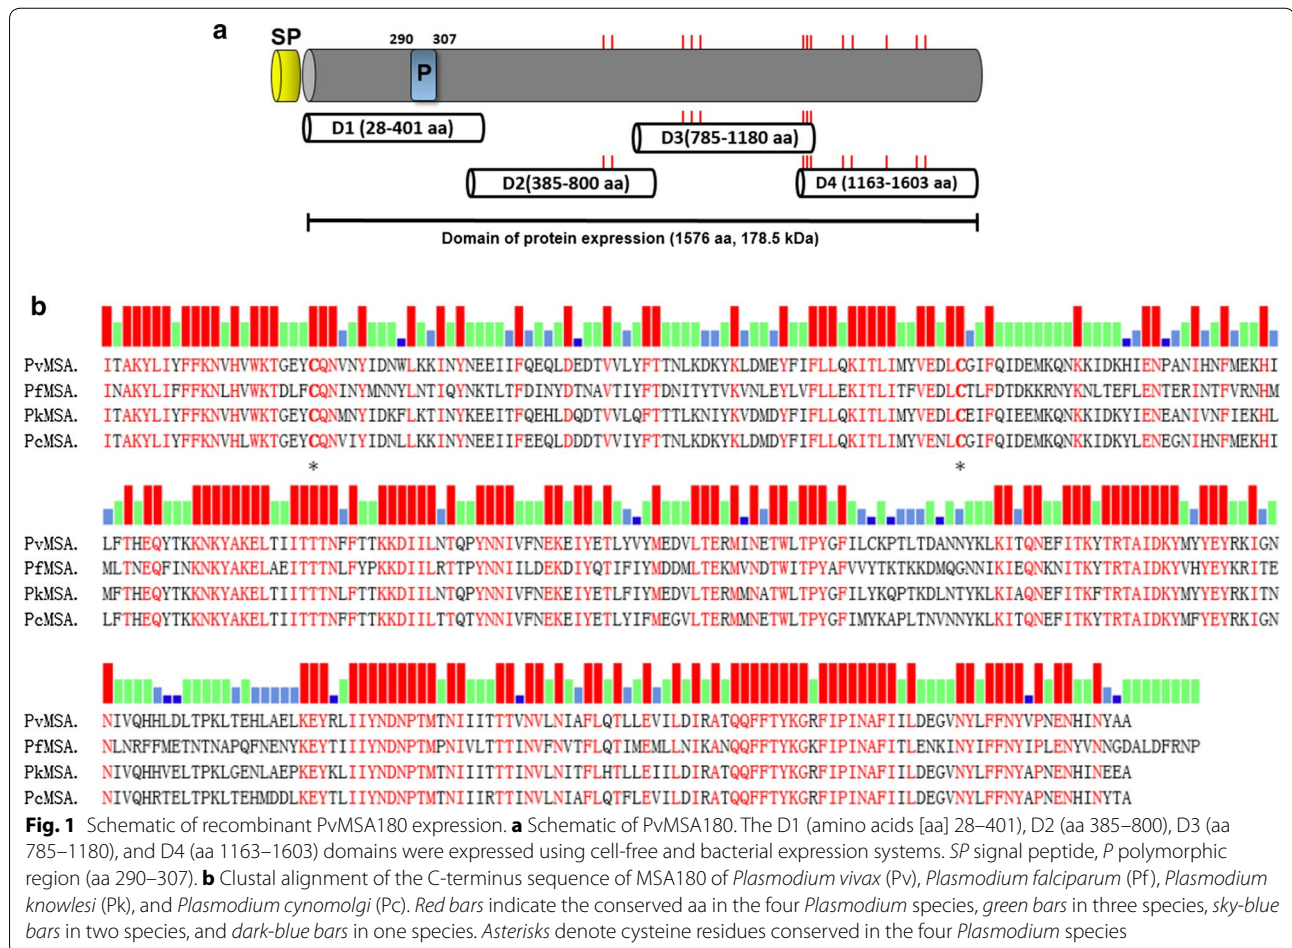 a
SP
290 307
P
D1 (28-401 aa)
D3(785-1180 aa)
D2(385-800 aa)
D4 (1163-1603 aa)
Domain of protein expression (1576 aa, 178.5 kDa)
b
PvMSA. ITAKYLIYFFKNVHVWKTGEYCQNVNYIDNWLKKINYNEEIIFQEQLDEDTVVLYFTTNLKDKYKLDMEYFIFLLQKITLIMYVEDLCGIFQIDEMKQNKKIDKHIENPANIHNFMEKHI
PfMSA. INAKYLIFFFKNLHVWKTDLFCQNINYMNNYLNTIQYNKTLTFDINYDTNAVTIYFTDNITYTVKNLEYLVFLLEKITLITFVEDLCTLFDTDKKRNYKNLTEFLENTERINTFVRNHM
PkMSA. ITAKYLIYFFKNVHVWKTGEYCQNMNYIDKFLKTINYKEEITFQEHLDQDTVVLQFTTTLKNIYKVDMDYFIFLLQKITLIMYVEDLCEIFQIEEMKQNKKIDKYIENEANIVNFIEKHL
PcMSA. ITAKYLIYFFKNVHLWKTGEYCQNVIYIDNLLKKINYNEEIIFEEQLDDDTVVIYFTTNLKDKYKLDMDYFIFLLQKITLIMYVENLCGIFQIDEMKQNKKIDKYLENEGNIHNFMEKHI
* *
PvMSA. LFTHEQYTKKNKYAKELTIITTTNFFTTKKDIILNTQPYNNIVFNEKEIYETLYVYMEDVLTERMINETWLTPYGFILCKPTLTDANNYKLKITQNEFITKYTRTAIDKYMYYEYRKIGN
PfMSA. MLTNEQFINKNKYAKELAEITTTNLFYPKKDIILRTTPYNNIILDEKDIYQTIFIYMDDMLTEKMVNDTWITPYAFVVYTKTKKDMQGNNIKIEQNKNITKYTRTAIDKYVHYEYKRITE
PkMSA. MFTHEQYTKKNKYAKELTIITTTNLFTTKKDIILNTQPYNNIVFNEKEIYETLFIYMEDVLTERMMNATWLTPYGFILYKQPTKDLNTYKLKIAQNEFITKFTRTAIDKYMYYEYRKITN
PcMSA. LFTHEQYTKKNKYAKELTIITTTNFFTTKKDIILTTQTYNNIVFNEKEIYETLYIFMEGVLTERMMNETWLTPYGFIMYKAPLTNVNNYKLKITQNEFITKYTRTAIDKYMFYEYRKIGN
PvMSA. NIVQHHLDLTPKLTEHLAELKEYRLIIYNDNPTMTNIIITTTVNVLNIAFLQTLLEVILDIRATQQFFTYKGRFIPINAFIILDEGVNYLFFNYVPNENHINYAA
PfMSA. NLNRFFMETNTNAPQFNENYKEYTIIIYNDNPTMPNIVLTTTINVFNVTFLQTIMEMLLNIKANQQFFTYKGKFIPINAFITLENKINYIFFNYIPLENYVNNGDALDFRNP
PkMSA. NIVQHHVELTPKLGENLAEPKEYKLIIYNDNPTMTNIIITTTINVLNITFLHTLLEIILDIRATQQFFTYKGRFIPINAFIILDEGVNYLFFNYAPNENHINEEA
PcMSA. NIVQHRTELTPKLTEHMDDLKEYTLIIYNDNPTMTNIIIRTTINVLNIAFLQTFLEVILDIRATQQFFTYKGRFIPINAFIILDEGVNYLFFNYAPNENHINYTA
Fig. 1 Schematic of recombinant PvMSA180 expression. a Schematic of PvMSA180. The D1 (amino acids [aa] 28–401), D2 (aa 385–800), D3 (aa
785–1180), and D4 (aa 1163–1603) domains were expressed using cell-free and bacterial expression systems. SP signal peptide, P polymorphic
region (aa 290–307). b Clustal alignment of the C-terminus sequence of MSA180 of Plasmodium vivax (Pv), Plasmodium falciparum (Pf), Plasmodium
knowlesi (Pk), and Plasmodium cynomolgi (Pc). Red bars indicate the conserved aa in the four Plasmodium species, green bars in three species, sky-blue
bars in two species, and dark-blue bars in one species. Asterisks denote cysteine residues conserved in the four Plasmodium species